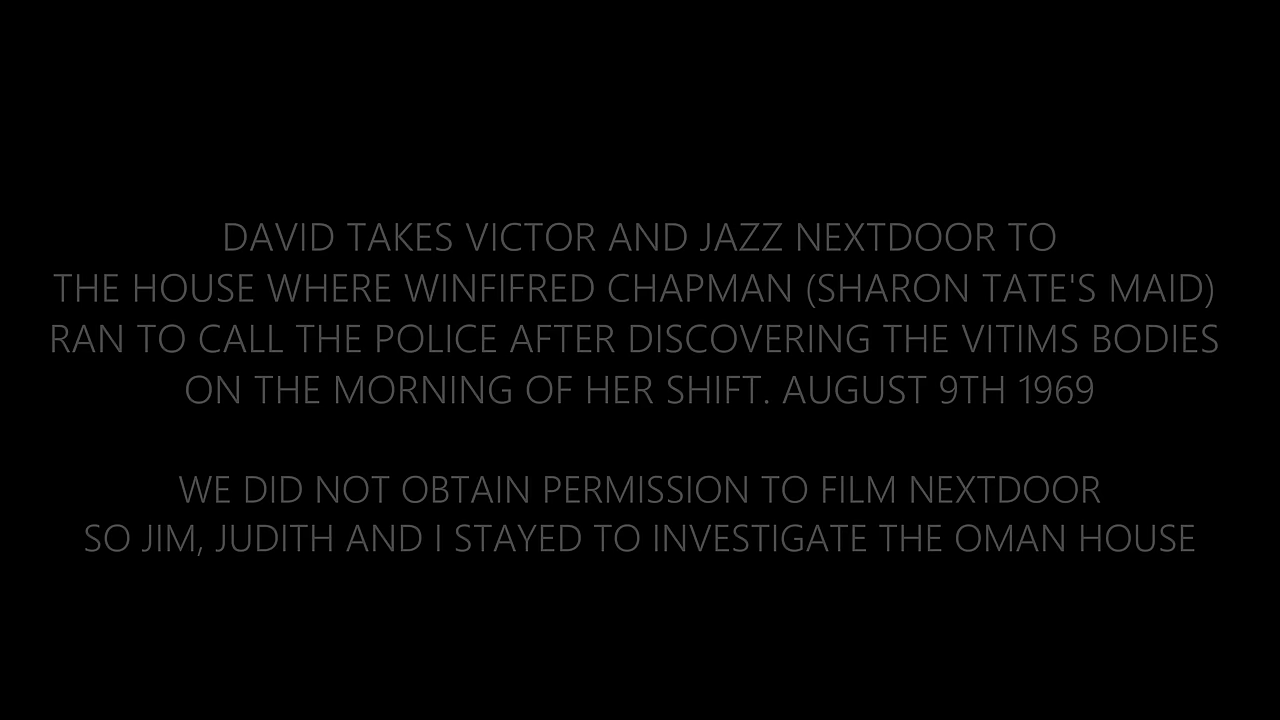 DAVID TAKES VICTOR AND JAZZ NEXTDOOR TO
THE HOUSE WHERE WINFIFRED CHAPMAN (SHARON TATE'S MAID)
RAN TO CALL THE POLICE AFTER DISCOVERING THE VITIMS BODIES
ON THE MORNING OF HER SHIFT. AUGUST 9TH 1969
WE DID NOT OBTAIN PERMISSION TO FILM NEXTDOOR
SO JIM, JUDITH AND I STAYED TO INVESTIGATE THE OMAN HOUSE